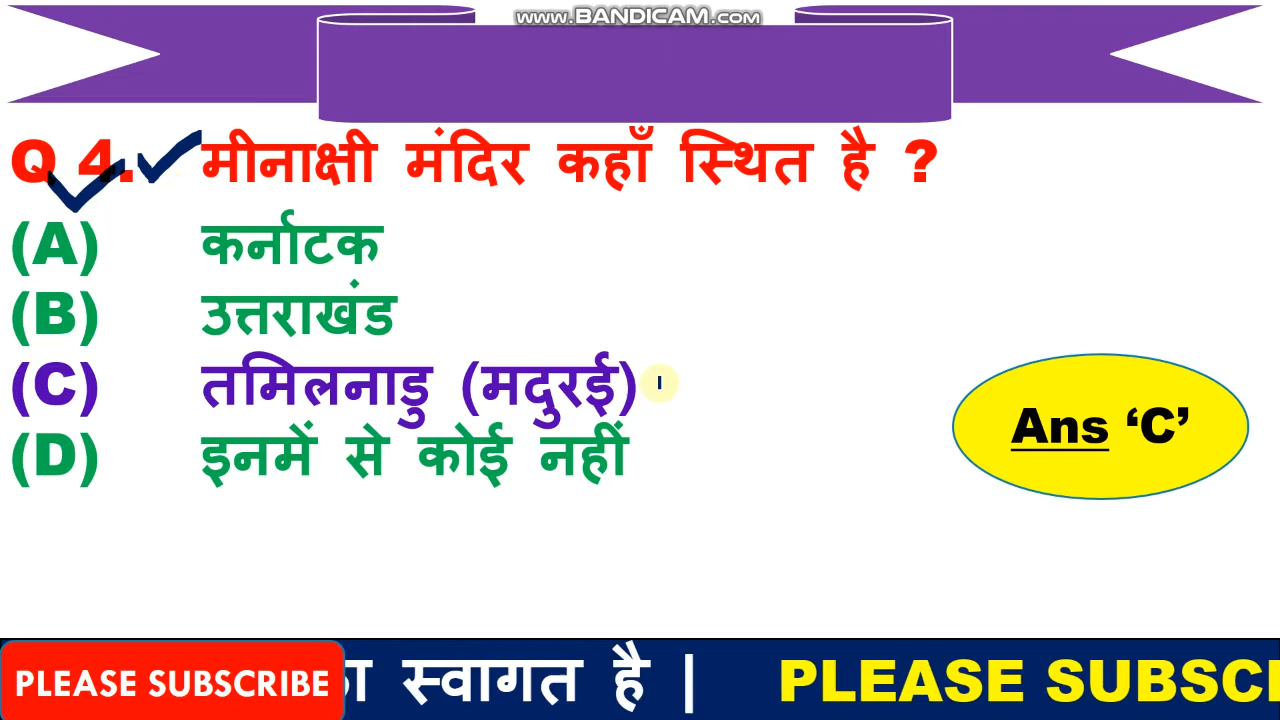 www.BANDICAM.com
Q 4. मीनाक्षी मंदिर कहाँ स्थित है ?
(A) कर्नाटक
(B) उत्तराखंड
(C) तमिलनाडु (मदुरई)
(D) इनमें से कोई नहीं
Ans ‘C’
PLEASE SUBSCRIBE
स्वागत है | PLEASE SUBSC